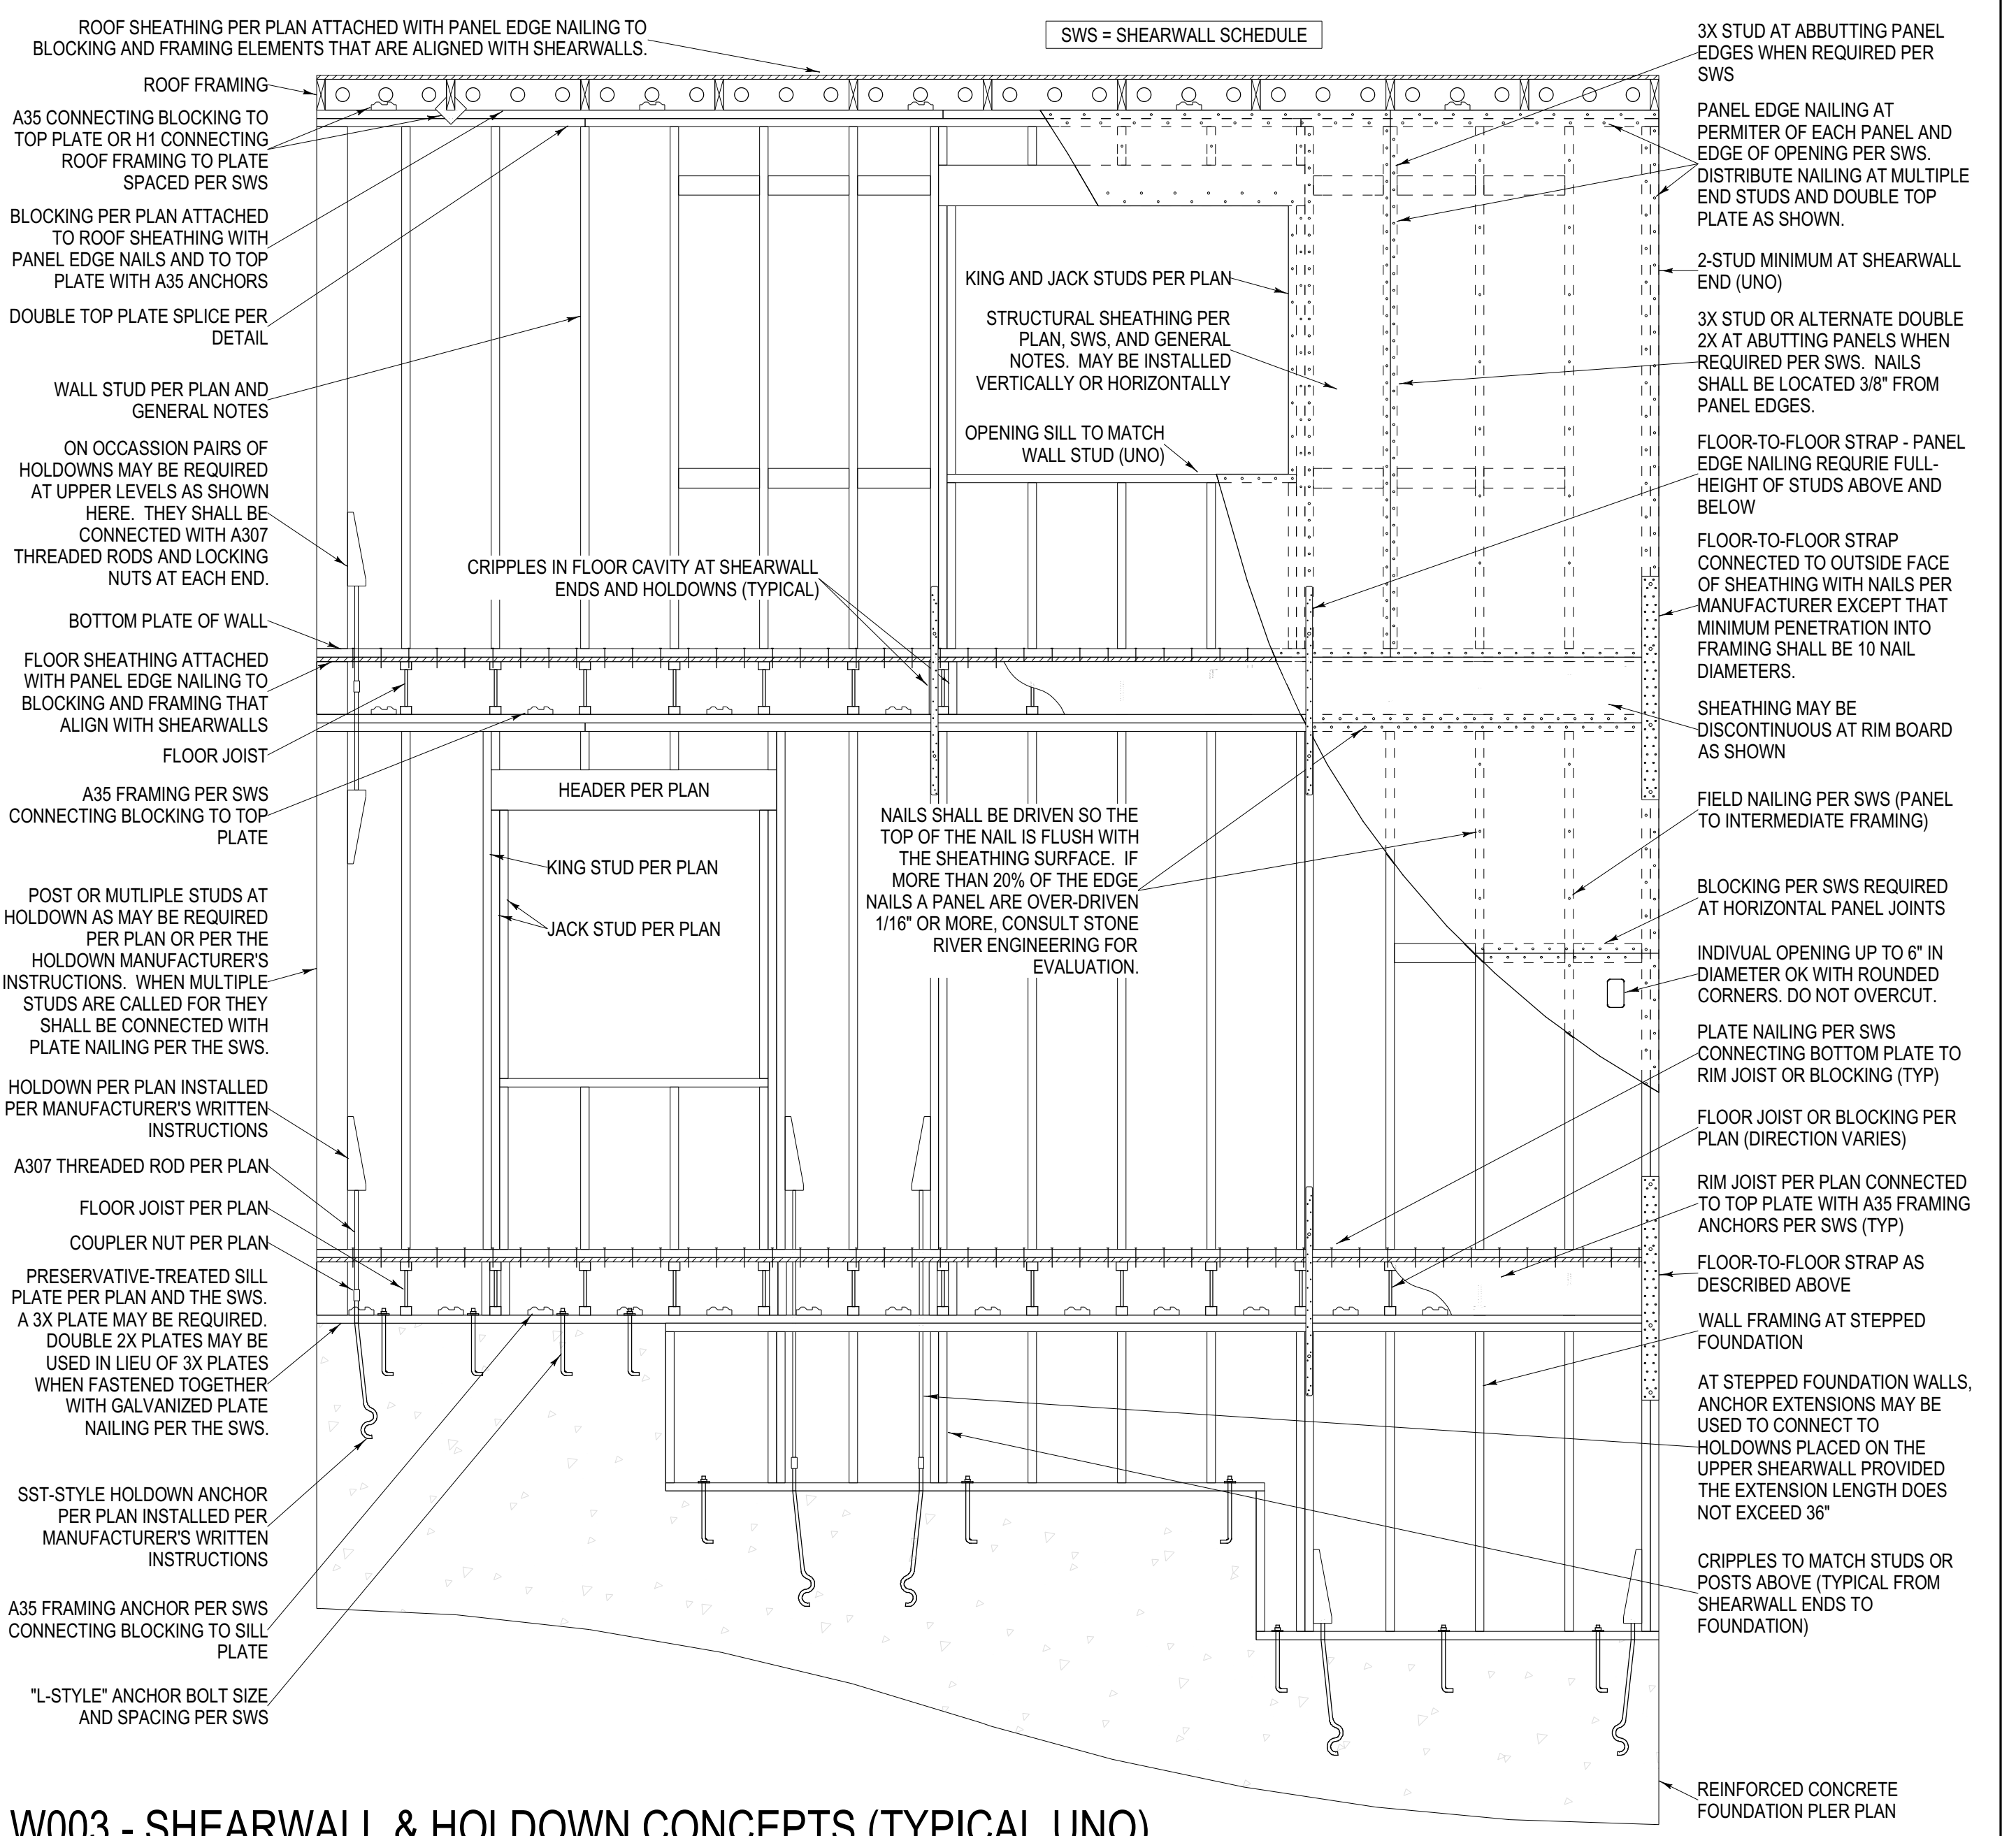 ROOF SHEATHING PER PLAN ATTACHED WITH PANEL EDGE NAILING TO
BLOCKING AND FRAMING ELEMENTS THAT ARE ALIGNED WITH SHEARWALLS.
ROOF FRAMING
A35 CONNECTING BLOCKING TO
TOP PLATE OR H1 CONNECTING
ROOF FRAMING TO PLATE
SPACED PER SWS
BLOCKING PER PLAN ATTACHED
TO ROOF SHEATHING WITH
PANEL EDGE NAILS AND TO TOP
PLATE WITH A35 ANCHORS
DOUBLE TOP PLATE SPLICE PER
DETAIL
WALL STUD PER PLAN AND
GENERAL NOTES
ON OCCASSION PAIRS OF
HOLDOWNS MAY BE REQUIRED
AT UPPER LEVELS AS SHOWN
HERE. THEY SHALL BE
CONNECTED WITH A307
THREADED RODS AND LOCKING
NUTS AT EACH END.
BOTTOM PLATE OF WALL
FLOOR SHEATHING ATTACHED
WITH PANEL EDGE NAILING TO
BLOCKING AND FRAMING THAT
ALIGN WITH SHEARWALLS
FLOOR JOIST
A35 FRAMING PER SWS
CONNECTING BLOCKING TO TOP
PLATE
POST OR MUTLIPLE STUDS AT
HOLDOWN AS MAY BE REQUIRED
PER PLAN OR PER THE
HOLDOWN MANUFACTURER'S
INSTRUCTIONS. WHEN MULTIPLE
STUDS ARE CALLED FOR THEY
SHALL BE CONNECTED WITH
PLATE NAILING PER THE SWS.
HOLDOWN PER PLAN INSTALLED
PER MANUFACTURER'S WRITTEN
INSTRUCTIONS
A307 THREADED ROD PER PLAN
FLOOR JOIST PER PLAN
COUPLER NUT PER PLAN
PRESERVATIVE-TREATED SILL
PLATE PER PLAN AND THE SWS.
A 3X PLATE MAY BE REQUIRED.
DOUBLE 2X PLATES MAY BE
USED IN LIEU OF 3X PLATES
WHEN FASTENED TOGETHER
WITH GALVANIZED PLATE
NAILING PER THE SWS.
SST-STYLE HOLDOWN ANCHOR
PER PLAN INSTALLED PER
MANUFACTURER'S WRITTEN
INSTRUCTIONS
A35 FRAMING ANCHOR PER SWS
CONNECTING BLOCKING TO SILL
PLATE
"L-STYLE" ANCHOR BOLT SIZE
AND SPACING PER SWS
SWS = SHEARWALL SCHEDULE
KING AND JACK STUDS PER PLAN
STRUCTURAL SHEATHING PER
PLAN, SWS, AND GENERAL
NOTES. MAY BE INSTALLED
VERTICALLY OR HORIZONTALLY
OPENING SILL TO MATCH
WALL STUD (UNO)
CRIPPLES IN FLOOR CAVITY AT SHEARWALL
ENDS AND HOLDOWNS (TYPICAL)
HEADER PER PLAN
KING STUD PER PLAN
JACK STUD PER PLAN
NAILS SHALL BE DRIVEN SO THE
TOP OF THE NAIL IS FLUSH WITH
THE SHEATHING SURFACE. IF
MORE THAN 20% OF THE EDGE
NAILS A PANEL ARE OVER-DRIVEN
1/16" OR MORE, CONSULT STONE
RIVER ENGINEERING FOR
EVALUATION.
3X STUD AT ABBUTTING PANEL
EDGES WHEN REQUIRED PER
SWS
PANEL EDGE NAILING AT
PERMITER OF EACH PANEL AND
EDGE OF OPENING PER SWS.
DISTRIBUTE NAILING AT MULTIPLE
END STUDS AND DOUBLE TOP
PLATE AS SHOWN.
2-STUD MINIMUM AT SHEARWALL
END (UNO)
3X STUD OR ALTERNATE DOUBLE
2X AT ABUTTING PANELS WHEN
REQUIRED PER SWS. NAILS
SHALL BE LOCATED 3/8" FROM
PANEL EDGES.
FLOOR-TO-FLOOR STRAP - PANEL
EDGE NAILING REQURIE FULL-
HEIGHT OF STUDS ABOVE AND
BELOW
FLOOR-TO-FLOOR STRAP
CONNECTED TO OUTSIDE FACE
OF SHEATHING WITH NAILS PER
MANUFACTURER EXCEPT THAT
MINIMUM PENETRATION INTO
FRAMING SHALL BE 10 NAIL
DIAMETERS.
SHEATHING MAY BE
DISCONTINUOUS AT RIM BOARD
AS SHOWN
FIELD NAILING PER SWS (PANEL
TO INTERMEDIATE FRAMING)
BLOCKING PER SWS REQUIRED
AT HORIZONTAL PANEL JOINTS
INDIVUAL OPENING UP TO 6" IN
DIAMETER OK WITH ROUNDED
CORNERS. DO NOT OVERCUT.
PLATE NAILING PER SWS
CONNECTING BOTTOM PLATE TO
RIM JOIST OR BLOCKING (TYP)
FLOOR JOIST OR BLOCKING PER
PLAN (DIRECTION VARIES)
RIM JOIST PER PLAN CONNECTED
TO TOP PLATE WITH A35 FRAMING
ANCHORS PER SWS (TYP)
FLOOR-TO-FLOOR STRAP AS
DESCRIBED ABOVE
WALL FRAMING AT STEPPED
FOUNDATION
AT STEPPED FOUNDATION WALLS,
ANCHOR EXTENSIONS MAY BE
USED TO CONNECT TO
HOLDOWNS PLACED ON THE
UPPER SHEARWALL PROVIDED
THE EXTENSION LENGTH DOES
NOT EXCEED 36"
CRIPPLES TO MATCH STUDS OR
POSTS ABOVE (TYPICAL FROM
SHEARWALL ENDS TO
FOUNDATION)
REINFORCED CONCRETE
FOUNDATION PLER PLAN
W003 - SHEARWALL & HOLDOWN CONCEPTS (TYPICAL UNO)